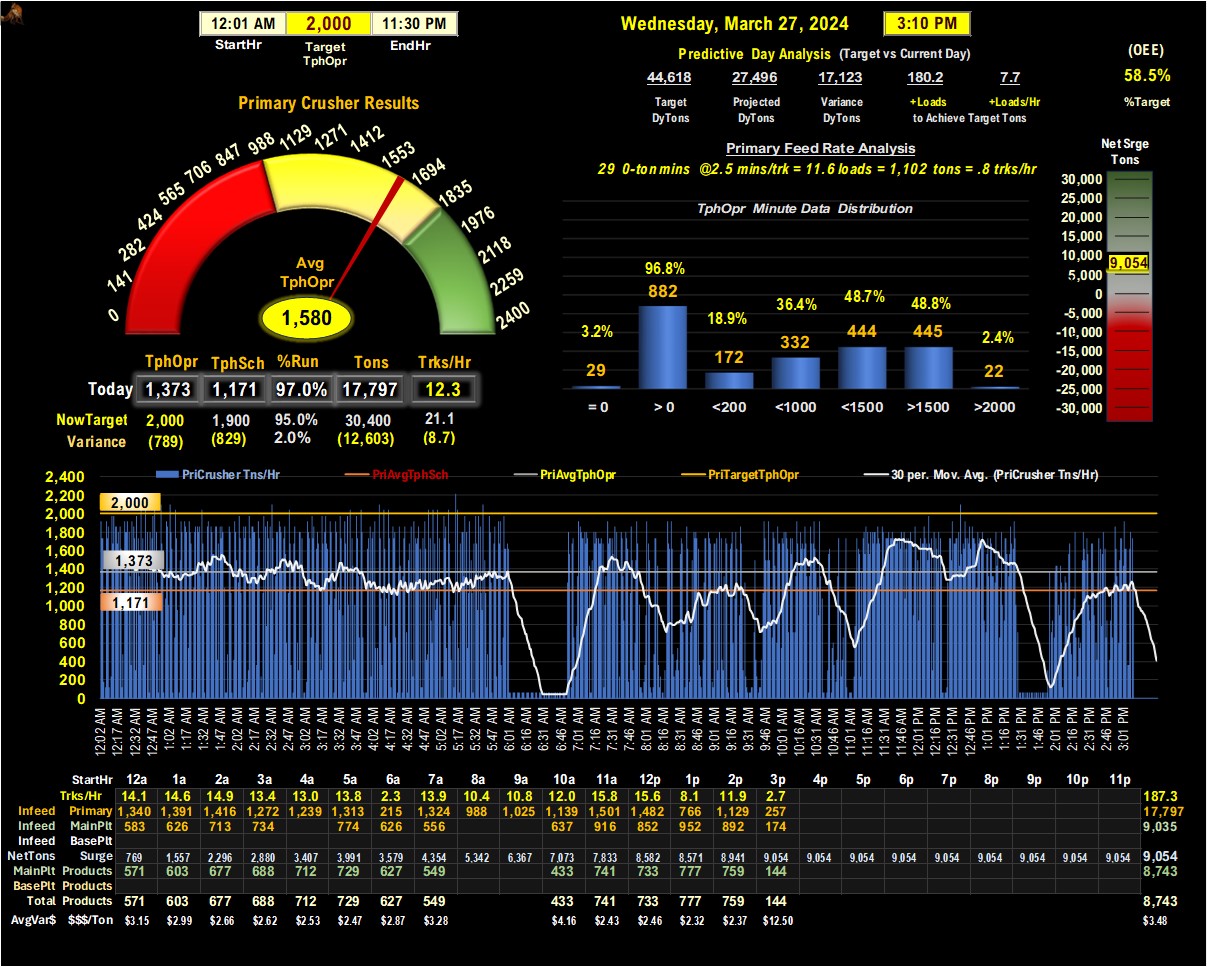 12:01 AM 2,000 11:30 PM
StartHr Target TphOpr EndHr
Wednesday, March 27, 2024 3:10 PM
Predictive Day Analysis (Target vs Current Day)
44,618 27,496 17,123 180.2 7.7
Target Projected Variance +Loads +Loads/Hr
DyTons DyTons DyTons to Achieve Target Tons
(OEE)
58.5%
%Target
Primary Crusher Results
0 141 282 424 565 706 847 988 1129 1271 1412 1553 1694 1835 1976 2118 2259 2400
Avg
TphOpr
1,580
TphOpr TphSch %Run Tons Trks/Hr
Today 1,373 1,171 97.0% 17,797 12.3
NowTarget 2,000 1,900 95.0% 30,400 21.1
Variance (789) (829) 2.0% (12,603) (8.7)
Primary Feed Rate Analysis
29 0-ton mins @2.5 mins/trk = 11.6 loads = 1,102 tons = .8 trks/hr
TphOpr Minute Data Distribution
3.2% 96.8% 18.9% 36.4% 48.7% 48.8% 2.4%
29 882 172 332 444 445 22
= 0 > 0 <200 <1000 <1500 >1500 >2000
Net Srge
Tons
30,000
25,000
20,000
15,000
10,000
9,054
5,000
0
-5,000
-10,000
-15,000
-20,000
-25,000
-30,000
PriCrusher Tns/Hr PriAvgTphSch PriAvgTphOpr PriTargetTphOpr 30 per. Mov. Avg. (PriCrusher Tns/Hr)
2,400
2,200
2,000
1,800
1,600
1,400
1,200
1,000
800
600
400
200
0
2,000
1,373
1,171
12:02 AM 12:17 AM 12:32 AM 12:47 AM 1:02 AM 1:17 AM 1:32 AM 1:47 AM 2:02 AM 2:17 AM 2:32 AM 2:47 AM 3:01 AM 3:17 AM 3:32 AM 3:47 AM 4:02 AM 4:17 AM 4:32 AM 4:47 AM 5:02 AM 5:17 AM 5:32 AM 5:47 AM 6:01 AM 6:16 AM 6:31 AM 6:46 AM 7:01 AM 7:16 AM 7:31 AM 7:46 AM 8:01 AM 8:16 AM 8:31 AM 8:46 AM 9:01 AM 9:16 AM 9:31 AM 9:46 AM 10:01 AM 10:16 AM 10:31 AM 10:46 AM 11:01 AM 11:16 AM 11:31 AM 11:46 AM 12:01 PM 12:16 PM 12:31 PM 12:46 PM 1:01 PM 1:16 PM 1:31 PM 1:46 PM 2:01 PM 2:16 PM 2:31 PM 2:46 PM 3:01 PM
StartHr 12a 1a 2a 3a 4a 5a 6a 7a 8a 9a 10a 11a 12p 1p 2p 3p 4p 5p 6p 7p 8p 9p 10p 11p
Trks/Hr 14.1 14.6 14.9 13.4 13.0 13.8 2.3 13.9 10.4 10.8 12.0 15.8 15.6 8.1 11.9 2.7 187.3
Infeed Primary 1,340 1,391 1,416 1,272 1,239 1,313 215 1,324 988 1,025 1,139 1,501 1,482 766 1,129 257 17,797
Infeed MainPlt 583 626 713 734 774 626 556 637 916 852 952 892 174 9,035
Infeed BasePlt
NetTons Surge 769 1,557 2,296 2,880 3,407 3,991 3,579 4,354 5,342 6,367 7,073 7,833 8,582 8,571 8,941 9,054 9,054 9,054 9,054 9,054 9,054 9,054 9,054 9,054 9,054
MainPlt Products 571 603 677 688 712 729 627 549 433 741 733 777 759 144 8,743
BasePlt Products
Total Products 571 603 677 688 712 729 627 549 433 741 733 777 759 144 8,743
AvgVar$ $$$/Ton $3.15 $2.99 $2.66 $2.62 $2.53 $2.47 $2.87 $3.28 $4.16 $2.43 $2.46 $2.32 $2.37 $12.50 $3.48